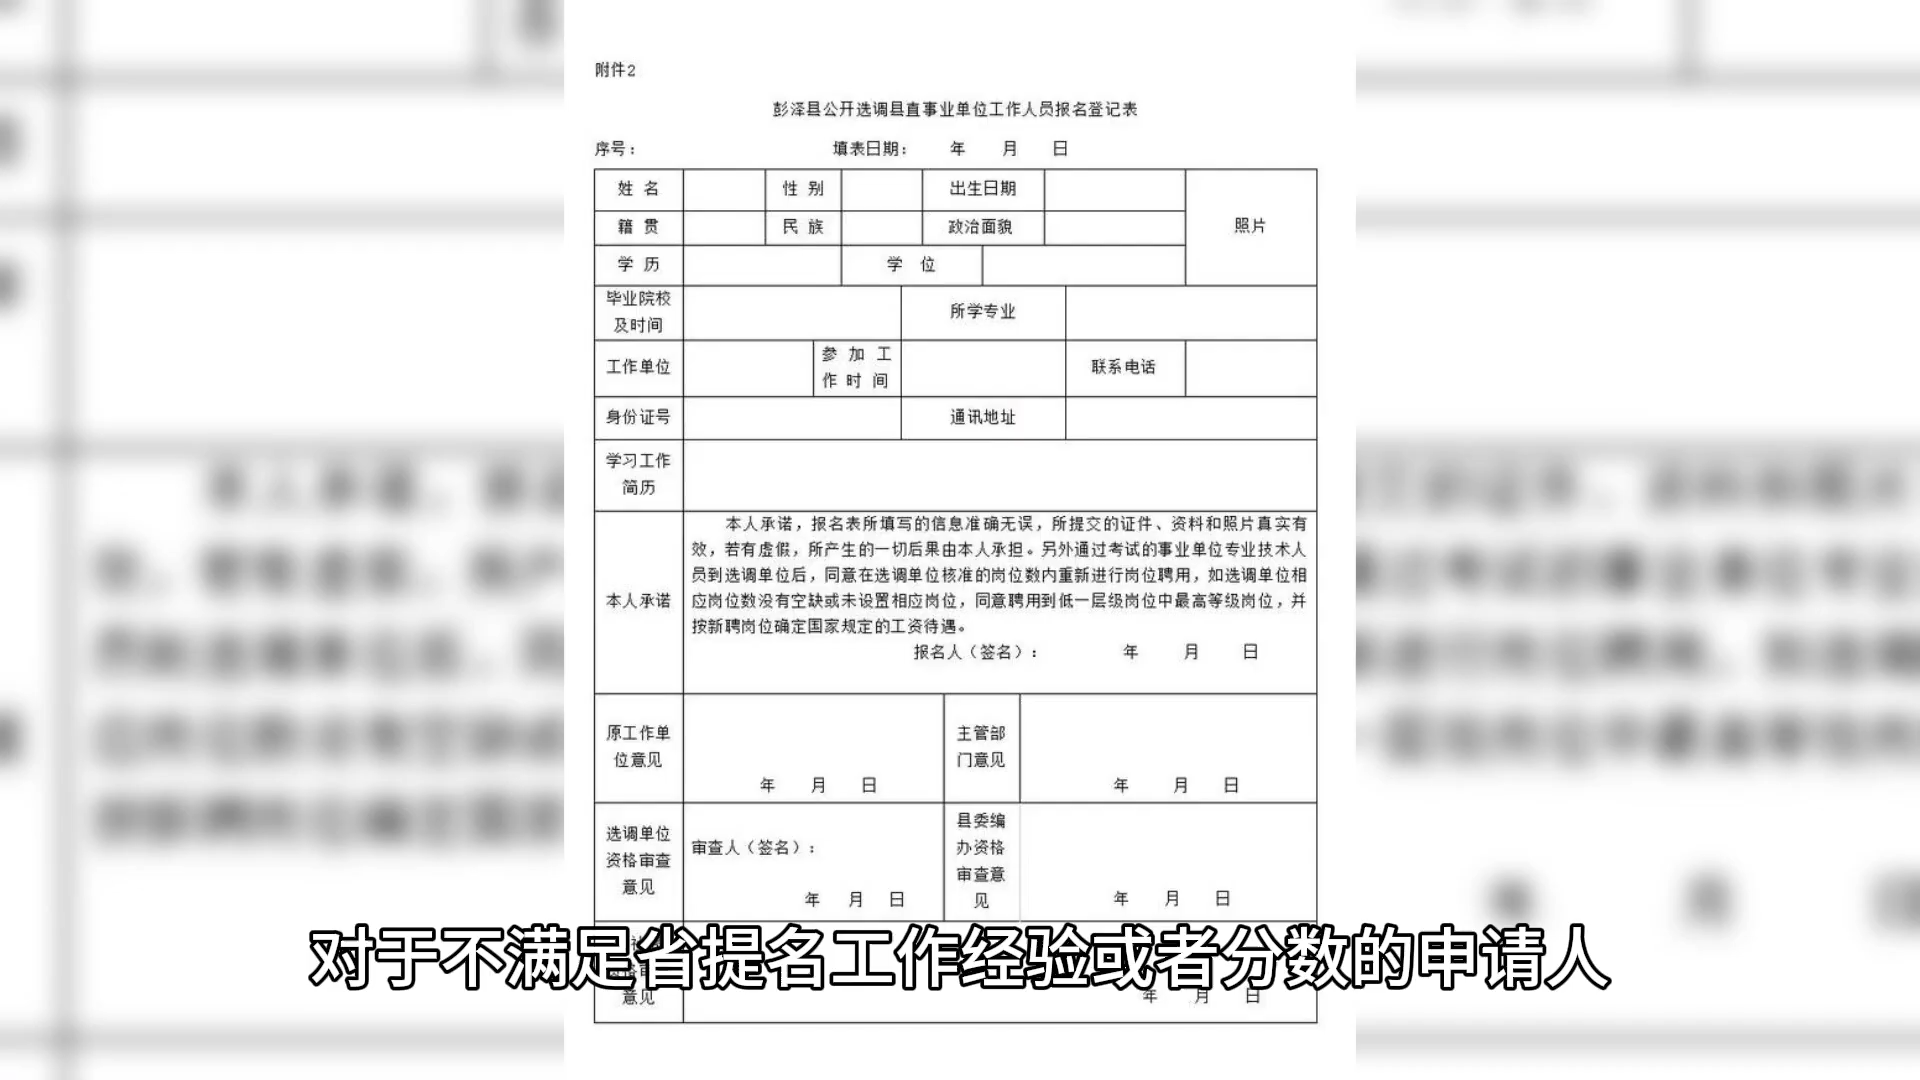 附件2
彭泽县公开选调县直事业单位工作人员报名登记表
序号： 填表日期： 年 月 日
姓 名 性 别 出生日期 照片
籍 贯 民 族 政治面貌
学 历 学 位
毕业院校及时间 所学专业
工作单位 参加工作时间 联系电话
身份证号 通讯地址
学习工作简历
本人承诺
本人承诺，报名表所填写的信息准确无误，所提交的证件、资料和照片真实有
效，若有虚假，所产生的一切后果由本人承担。另外通过考试的事业单位专业技术人
员到选调单位后，同意在选调单位核准的岗位数内重新进行岗位聘用，如选调单位相
应岗位数没有空缺或未设置相应岗位，同意聘用到低一层级岗位中最高等级岗位，并
按新聘岗位确定国家规定的工资待遇。
报名人（签名）： 年 月 日
原工作单位意见 年 月 日 主管部门意见 年 月 日
选调单位资格审查意见 审查人（签名）： 年 月 日 县委编办资格审查意见 年 月 日
意见 年 月 日
对于不满足省提名工作经验或者分数的申请人